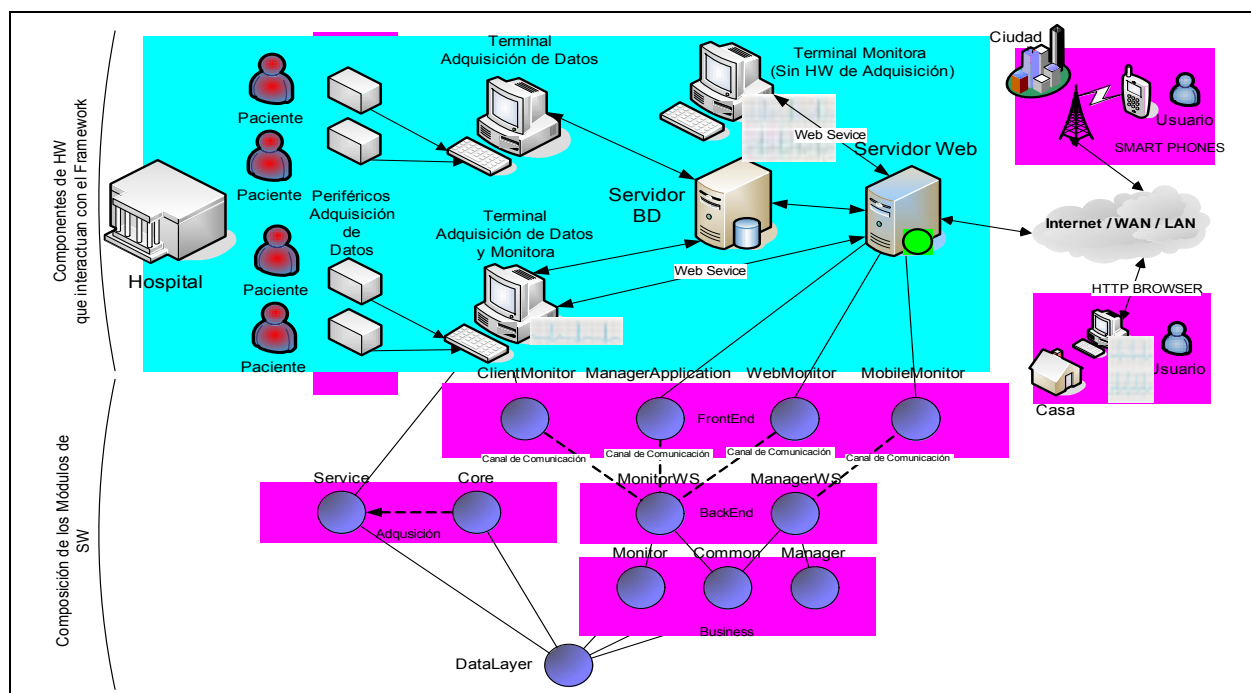 Componentes de HW
que interactuan con el Framework
Composición de los Módulos de
SW
Hospital
Paciente
Paciente
Paciente
Paciente
Periféricos
Adquisición
de
Datos
Terminal
Adquisición de Datos
Terminal
Adquisición de Datos
y Monitora
Terminal Monitora
(Sin HW de Adquisición)
Web Sevice
Servidor Web
Servidor
BD
Web Sevice
Ciudad
Usuario
SMART PHONES
Internet / WAN / LAN
HTTP BROWSER
Usuario
Casa
ClientMonitor
ManagerApplication
WebMonitor
MobileMonitor
FrontEnd
Canal de Comunicación
Canal de Comunicación
Canal de Comunicación
Canal de Comunicación
Service
Core
Adqusición
MonitorWS
ManagerWS
BackEnd
Monitor
Common
Manager
Business
DataLayer